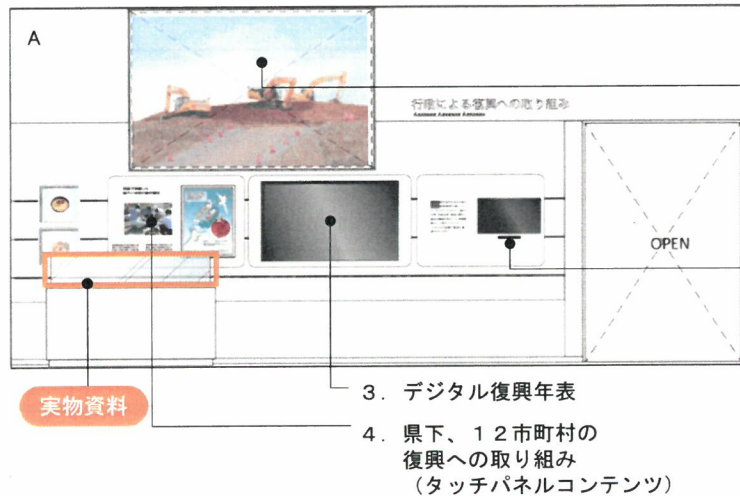 A
行政による復興への取り組み
OPEN
実物資料
3．デジタル復興年表
4．県下、１２市町村の
復興への取り組み
（タッチパネルコンテンツ）